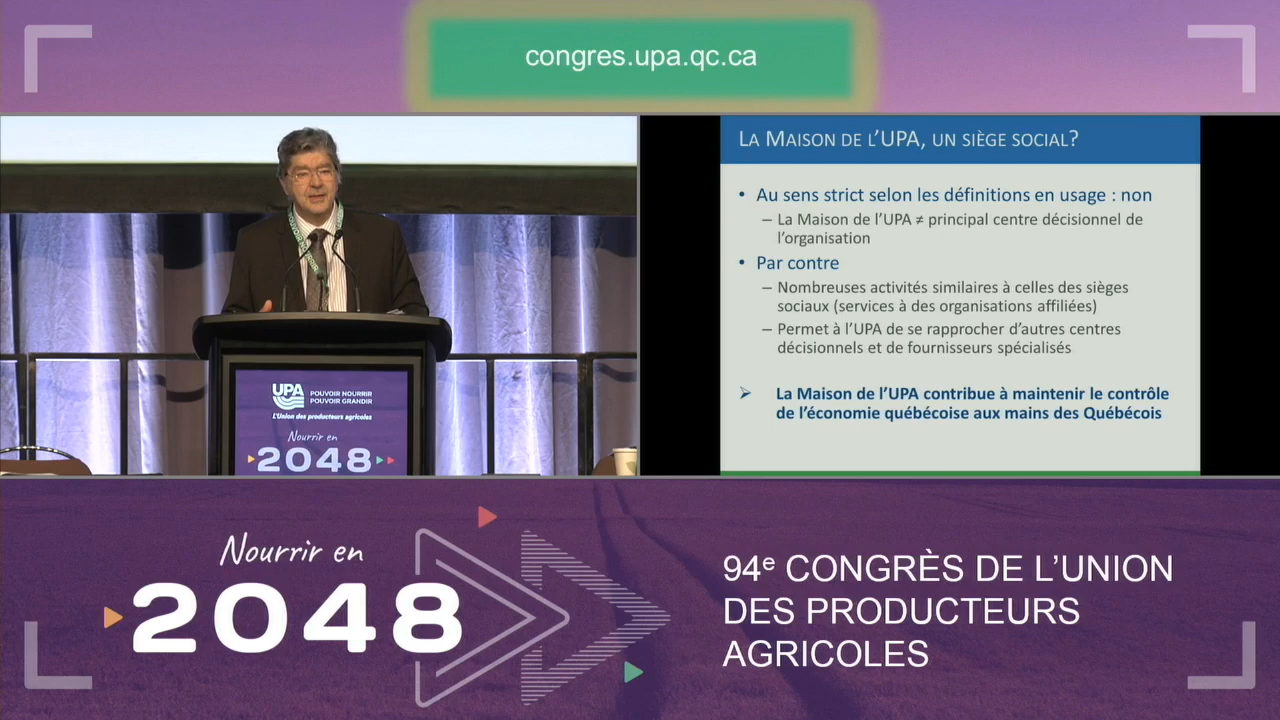 congres.upa.qc.ca
LA MAISON DE L'UPA, UN SIÈGE SOCIAL?
• Au sens strict selon les définitions en usage : non
– La Maison de l'UPA ≠ principal centre décisionnel de
l'organisation
• Par contre
– Nombreuses activités similaires à celles des sièges
sociaux (services à des organisations affiliées)
– Permet à l'UPA de se rapprocher d'autres centres
décisionnels et de fournisseurs spécialisés
➢ La Maison de l'UPA contribue à maintenir le contrôle
de l'économie québécoise aux mains des Québécois
UPA
POUVOIR NOURRIR
POUVOIR GRANDIR
L'Union des producteurs agricoles
Nourrir en
2048
Nourrir en
2048
94e CONGRÈS DE L'UNION
DES PRODUCTEURS
AGRICOLES